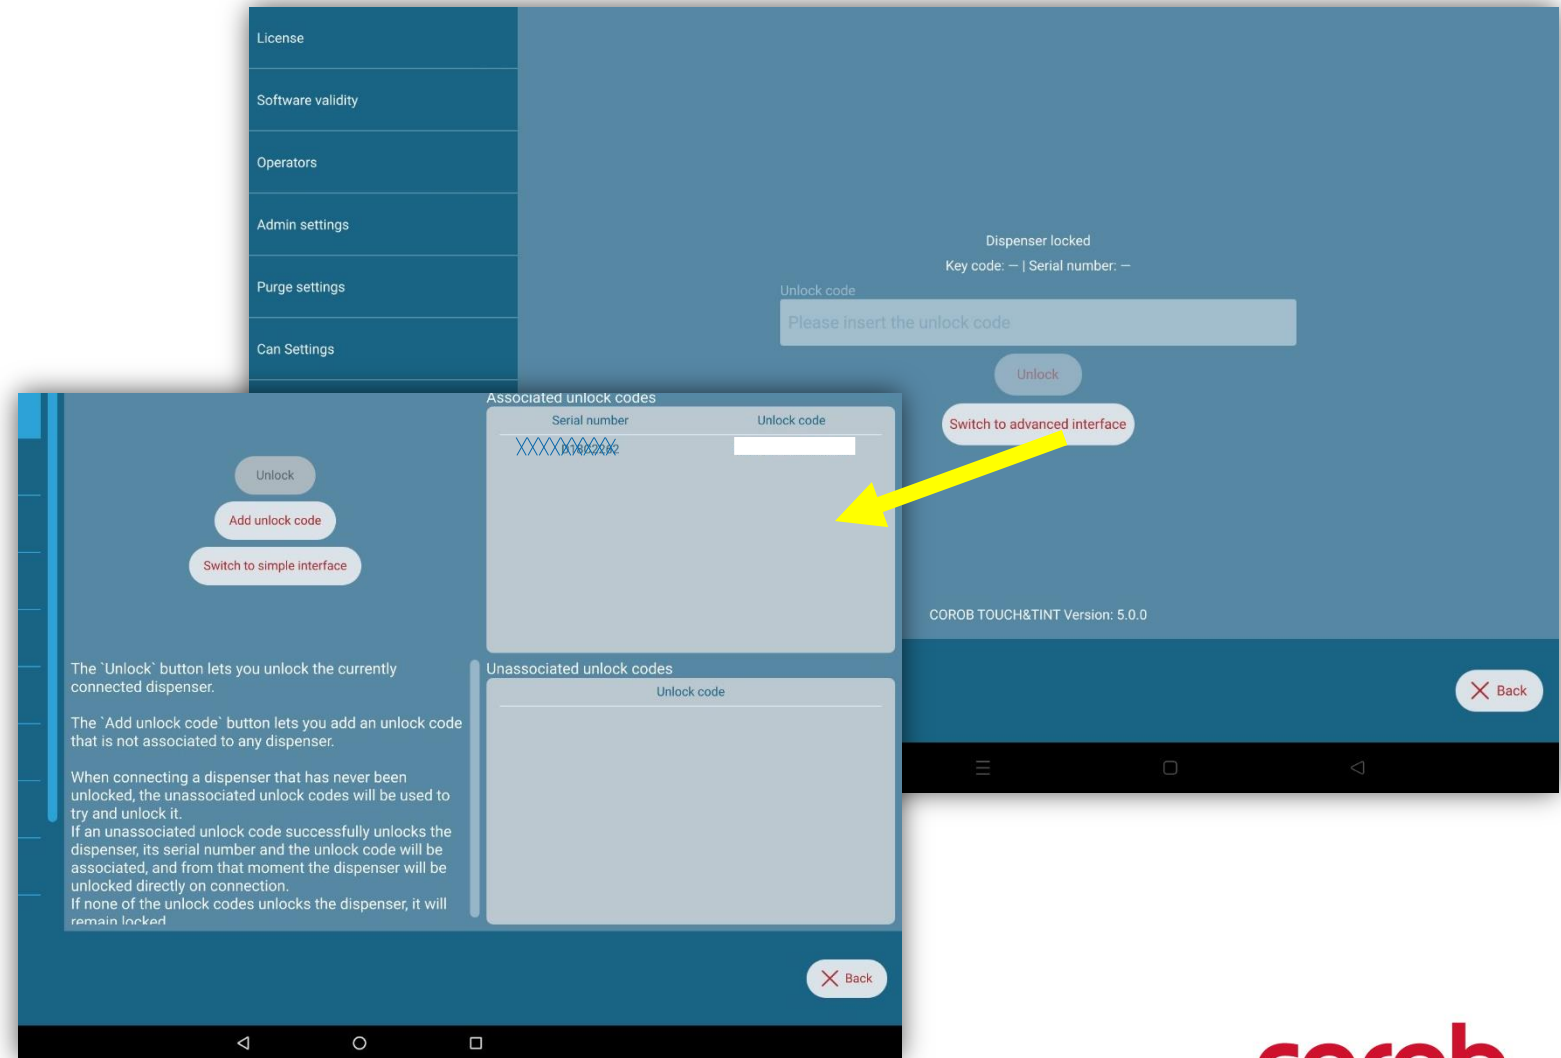 License
Software validity
Operators
Admin settings
Purge settings
Can Settings
Dispenser locked
Key code: — | Serial number: —
Unlock code
Please insert the unlock code
Unlock
Switch to advanced interface
COROB TOUCH&TINT Version: 5.0.0
Back
Associated unlock codes
Serial number Unlock code
Unlock
Add unlock code
Switch to simple interface
The `Unlock` button lets you unlock the currently
connected dispenser.
The `Add unlock code` button lets you add an unlock code
that is not associated to any dispenser.
When connecting a dispenser that has never been
unlocked, the unassociated unlock codes will be used to
try and unlock it.
If an unassociated unlock code successfully unlocks the
dispenser, its serial number and the unlock code will be
associated, and from that moment the dispenser will be
unlocked directly on connection.
If none of the unlock codes unlocks the dispenser, it will
remain locked
Unassociated unlock codes
Unlock code
Back
corob